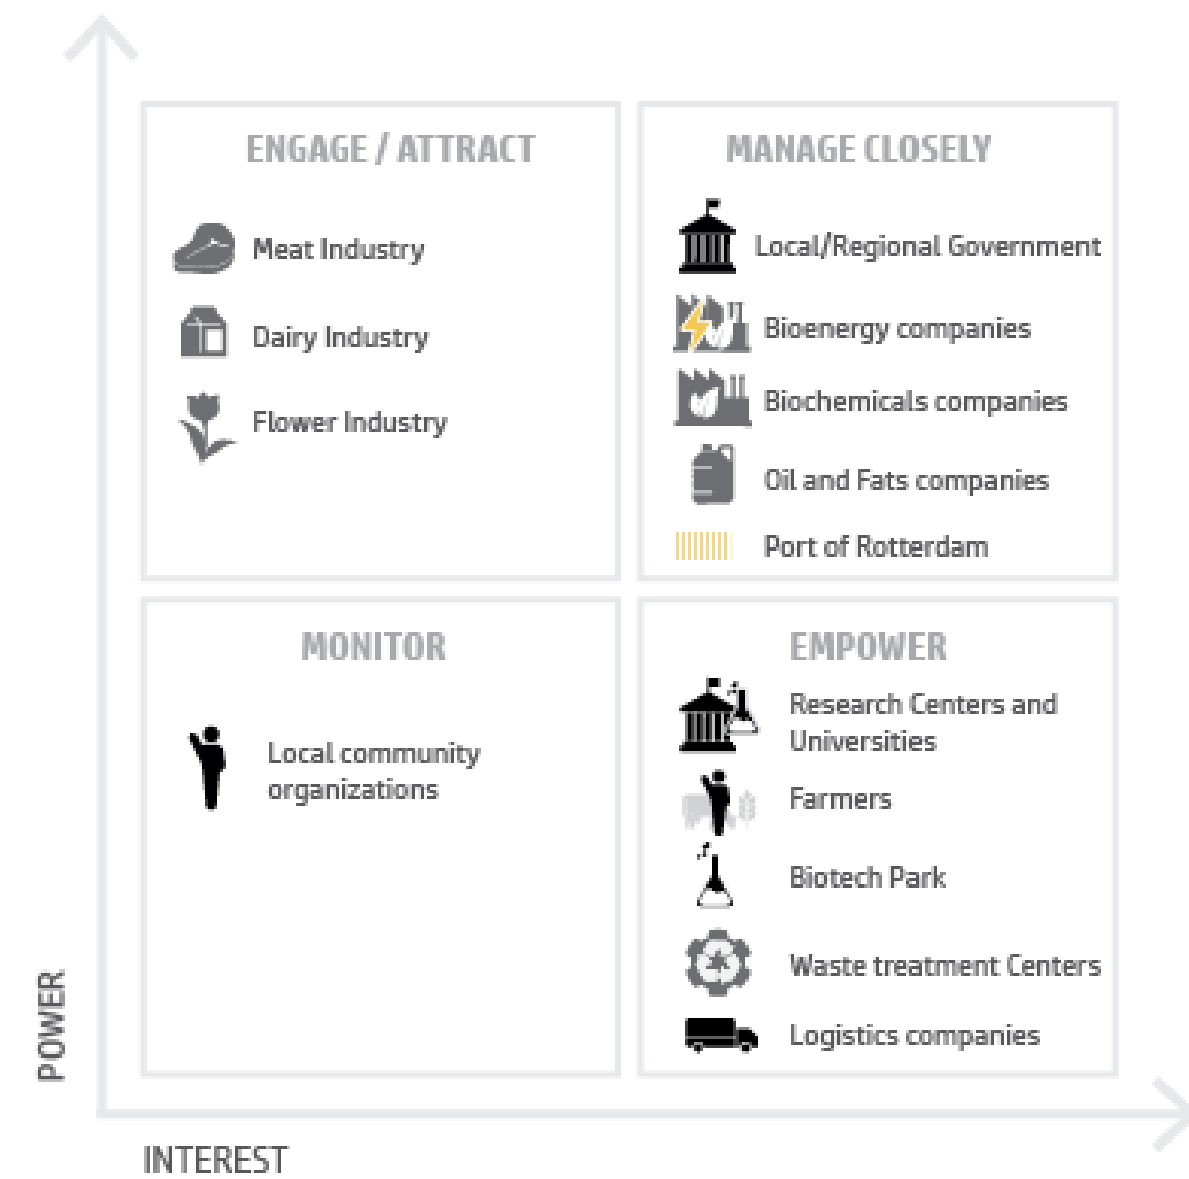 ENGAGE / ATTRACT
Meat Industry
Dairy Industry
Flower Industry
MANAGE CLOSELY
Local/Regional Government
Bioenergy companies
Biochemicals companies
Oil and Fats companies
Port of Rotterdam
MONITOR
Local community
organizations
EMPOWER
Research Centers and
Universities
Farmers
Biotech Park
Waste treatment Centers
Logistics companies
POWER
INTEREST